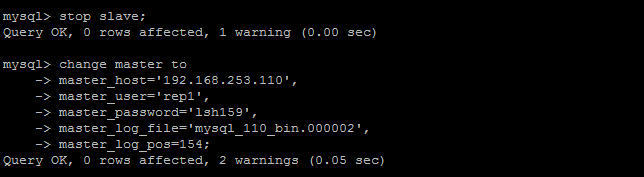 mysql> stop slave;
Query OK, 0 rows affected, 1 warning (0.00 sec)
mysql> change master to
-> master_host='192.168.253.110',
-> master_user='rep1',
-> master_password='lsh159',
-> master_log_file='mysql_110_bin.000002',
-> master_log_pos=154;
Query OK, 0 rows affected, 2 warnings (0.05 sec)